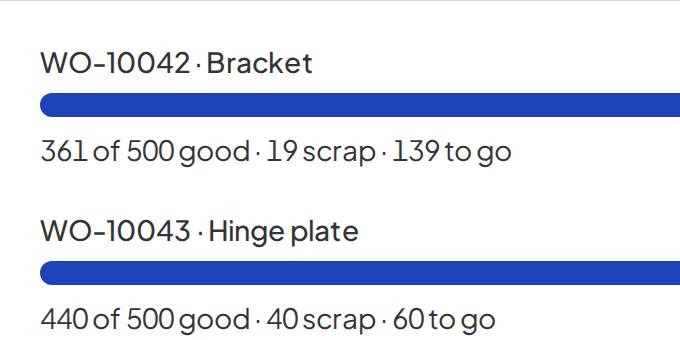 WO-10042 · Bracket
361 of 500 good · 19 scrap · 139 to go
WO-10043 · Hinge plate
440 of 500 good · 40 scrap · 60 to go